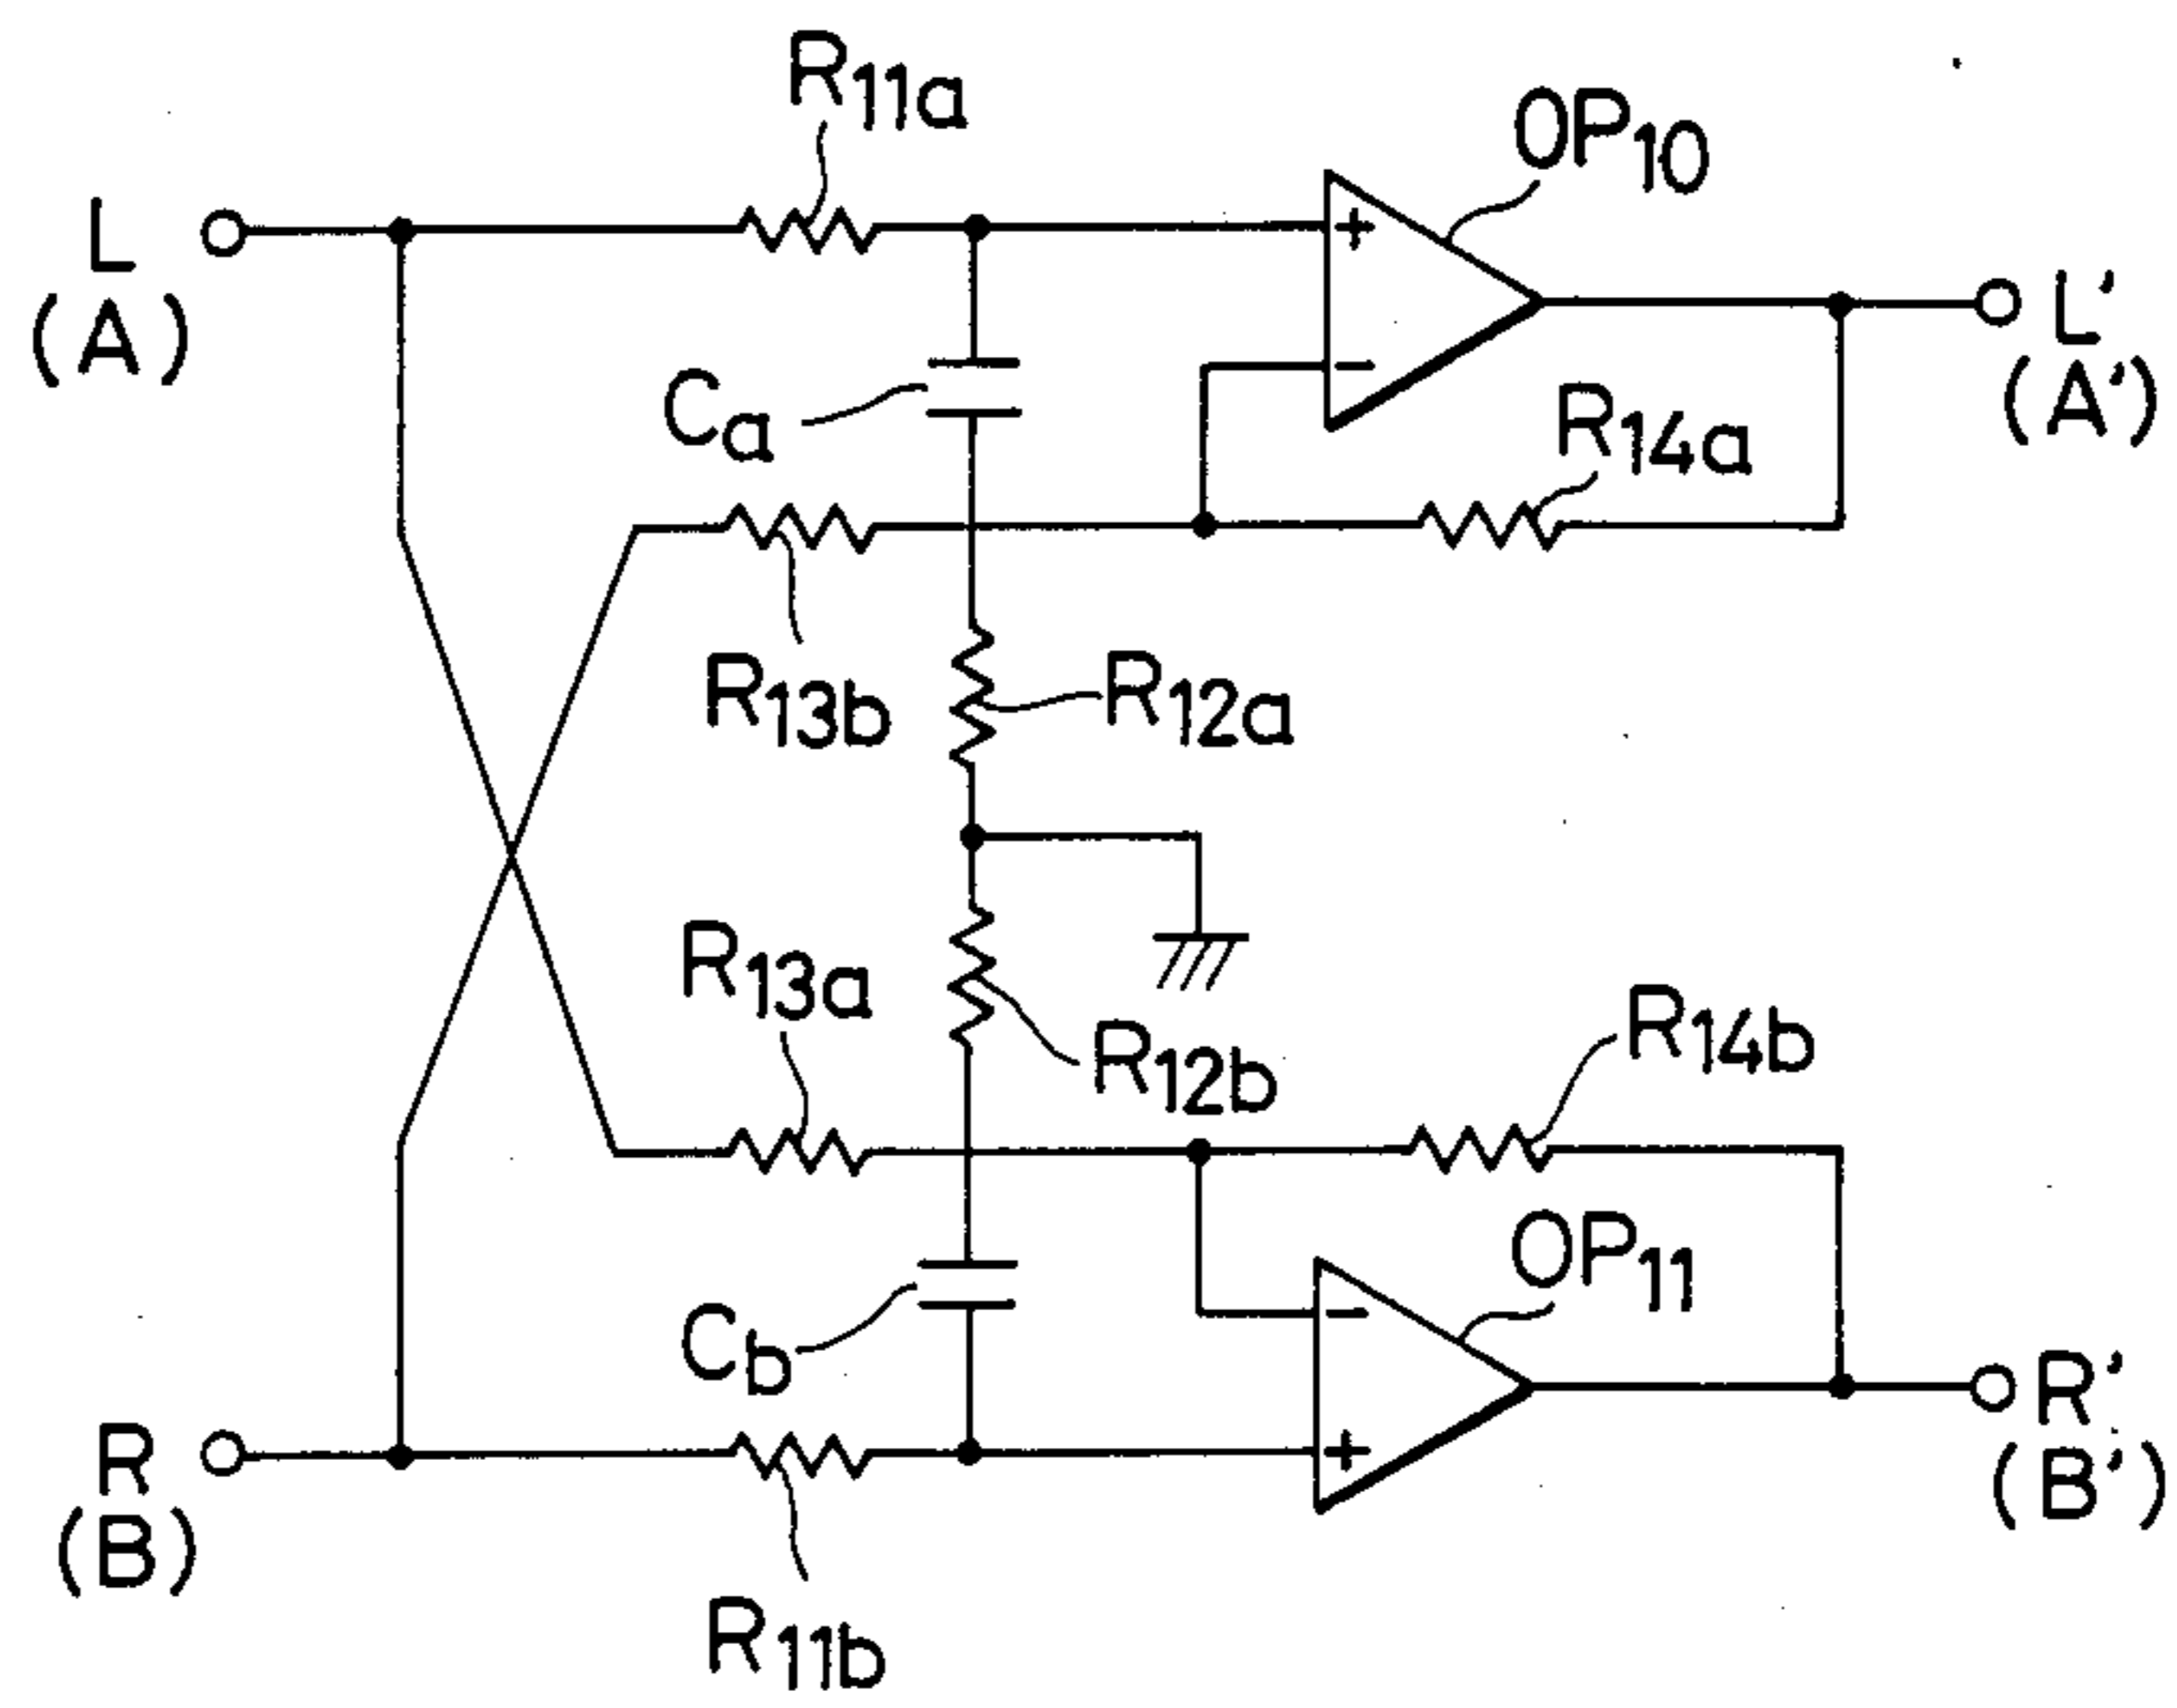 R11a
OP10
L
(A)
+
L'
(A')
Ca
−
R14a
R13b
R12a
R13a
R12b
R14b
OP11
Cb
−
+
R
(B)
R'
(B')
R11b